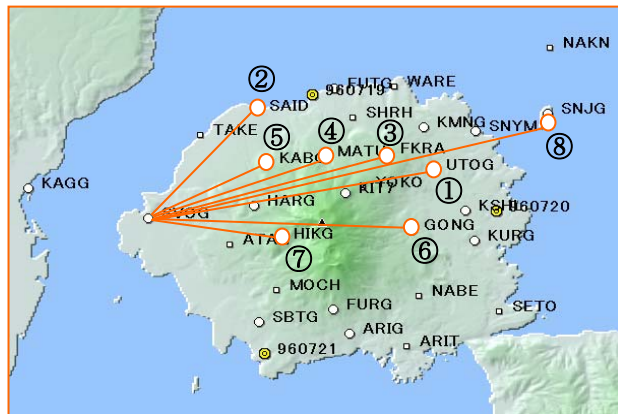 NAKN
②
FUTG
WARE
960719
SAID
SNJG
SHRH
KMNG
SNYM
TAKE
⑤
④
③
⑧
KABG
MATU
FKRA
UTOG
KAGG
KIT7
YOKO
①
HARG
SVOG
KSHI
960720
GONG
HIKG
ATA
KURG
⑦
⑥
MOCH
NABE
FURG
SETO
SBTG
ARIG
ARIT
960721